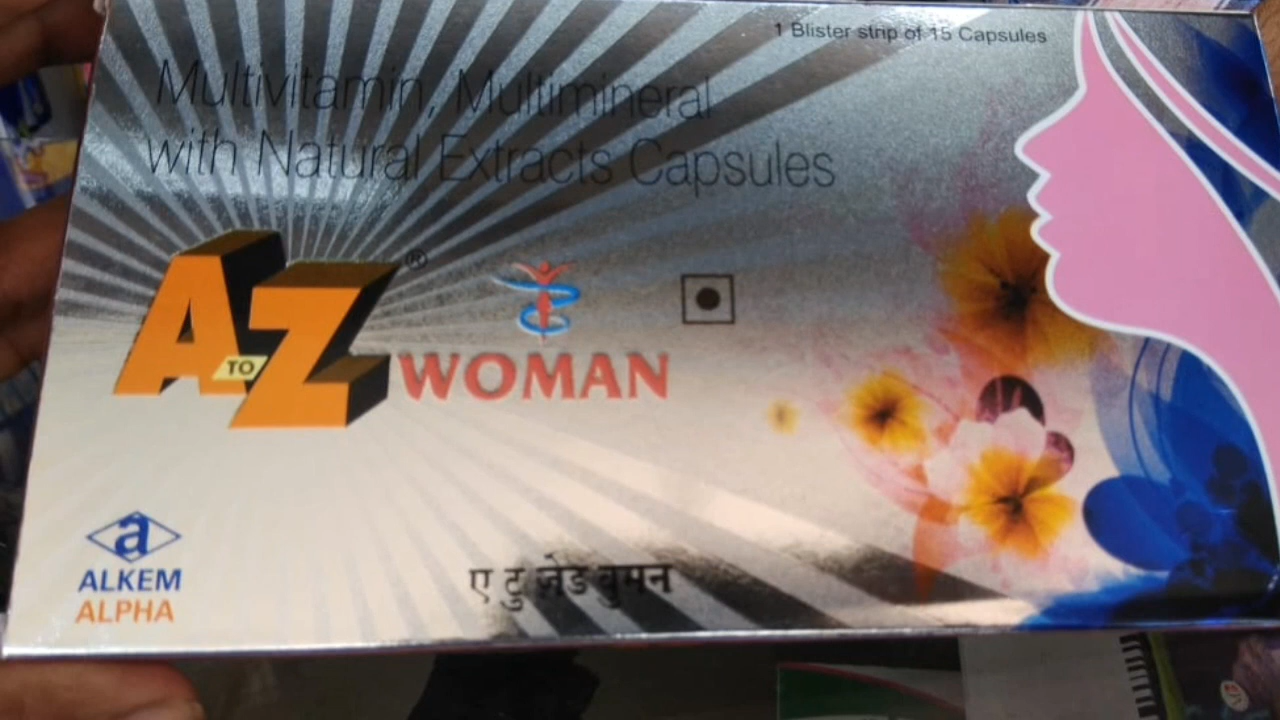 1 Blister strip of 15 Capsules
Multivitamin, Multimineral
with Natural Extracts Capsules
A TO Z®
WOMAN
a
ALKEM
ALPHA
ए टु ज़ेड वुमन